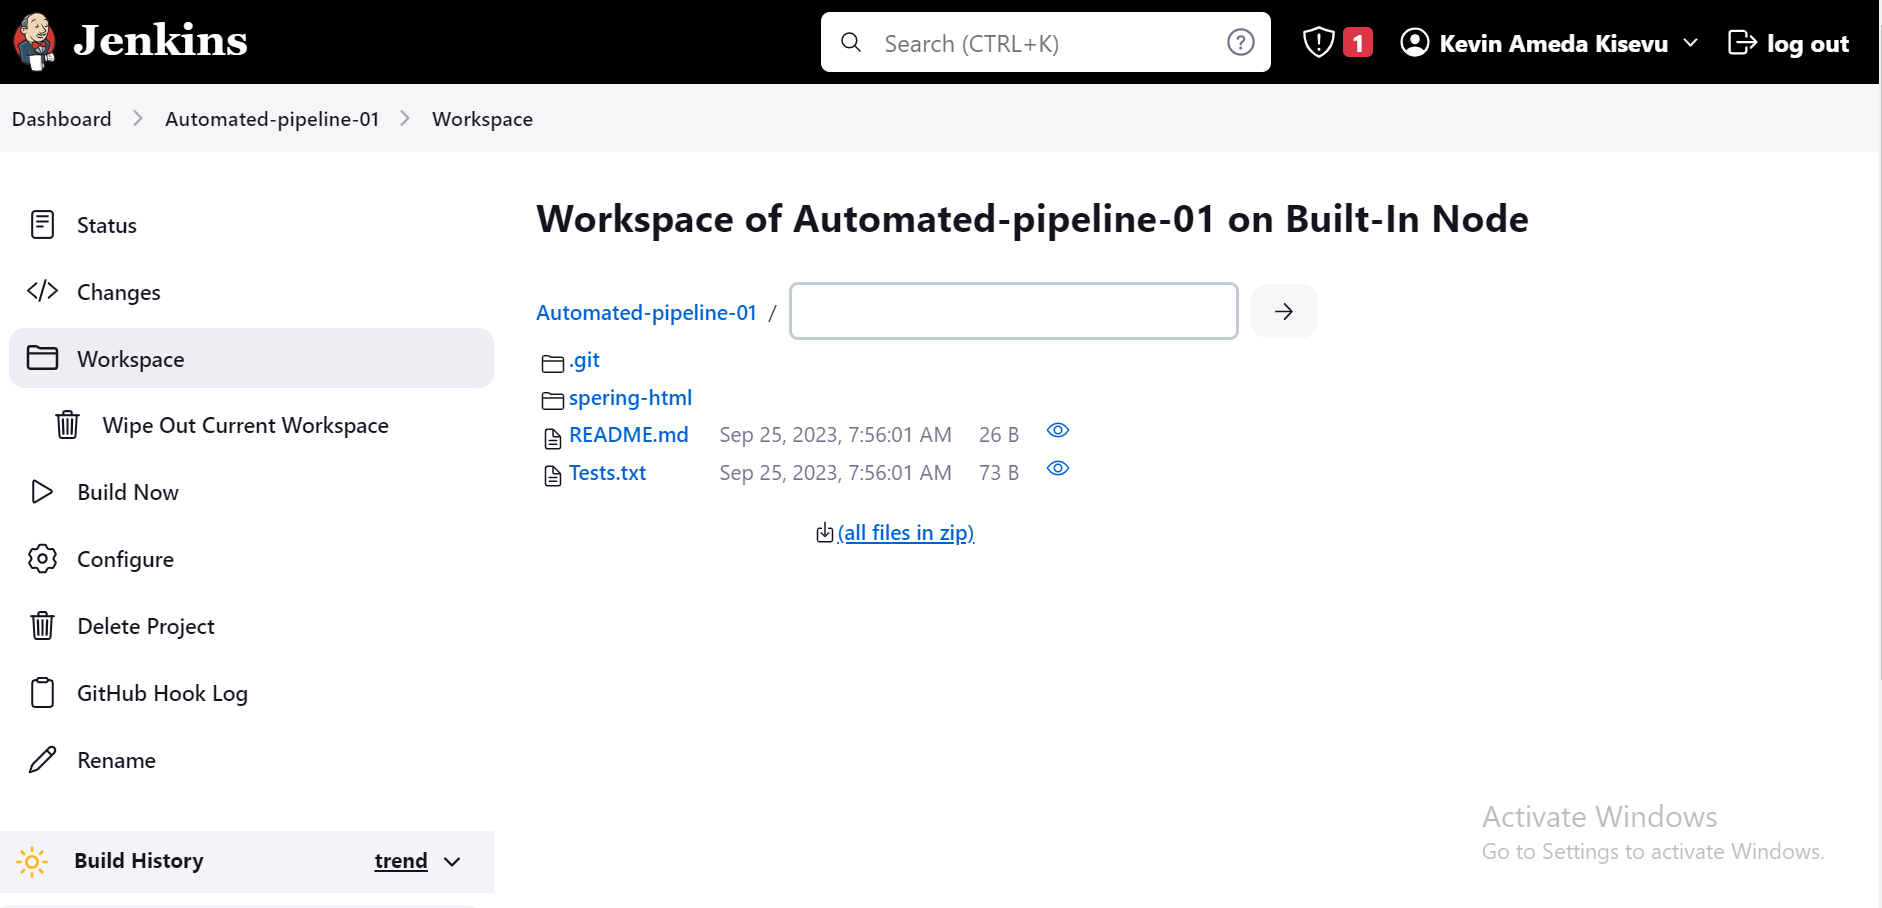 Jenkins
Search (CTRL+K)
1
Kevin Ameda Kisevu
log out
Dashboard
Automated-pipeline-01
Workspace
Status
Changes
Workspace
Wipe Out Current Workspace
Build Now
Configure
Delete Project
GitHub Hook Log
Rename
Build History
trend
Workspace of Automated-pipeline-01 on Built-In Node
Automated-pipeline-01 /
.git
spering-html
README.md Sep 25, 2023, 7:56:01 AM 26 B
Tests.txt Sep 25, 2023, 7:56:01 AM 73 B
(all files in zip)
Activate Windows
Go to Settings to activate Windows.